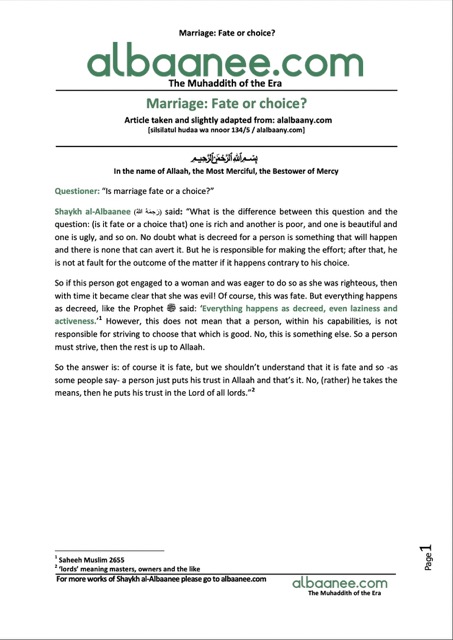 Marriage: Fate or choice?
albaanee.com
The Muhaddith of the Era
Marriage: Fate or choice?
Article taken and slightly adapted from: alalbaany.com
[silsilatul hudaa wa nnoor 134/5 / alalbaany.com]
بِسْمِ اللهِ الرَّحْمٰنِ الرَّحِيْمِ
In the name of Allaah, the Most Merciful, the Bestower of Mercy
Questioner: “Is marriage fate or a choice?”
Shaykh al-Albaanee (رَحِمَهُ اللهُ) said: “What is the difference between this question and the
question: (is it fate or a choice that) one is rich and another is poor, and one is beautiful and
one is ugly, and so on. No doubt what is decreed for a person is something that will happen
and there is none that can avert it. But he is responsible for making the effort; after that, he
is not at fault for the outcome of the matter if it happens contrary to his choice.
So if this person got engaged to a woman and was eager to do so as she was righteous, then
with time it became clear that she was evil! Of course, this was fate. But everything happens
as decreed, like the Prophet ﷺ said: ‘Everything happens as decreed, even laziness and
activeness.’¹ However, this does not mean that a person, within his capabilities, is not
responsible for striving to choose that which is good. No, this is something else. So a person
must strive, then the rest is up to Allaah.
So the answer is: of course it is fate, but we shouldn’t understand that it is fate and so -as
some people say- a person just puts his trust in Allaah and that’s it. No, (rather) he takes the
means, then he puts his trust in the Lord of all lords.”²
¹ Saheeh Muslim 2655
² ‘lords’ meaning masters, owners and the like
For more works of Shaykh al-Albaanee please go to albaanee.com
albaanee.com
The Muhaddith of the Era
Page1